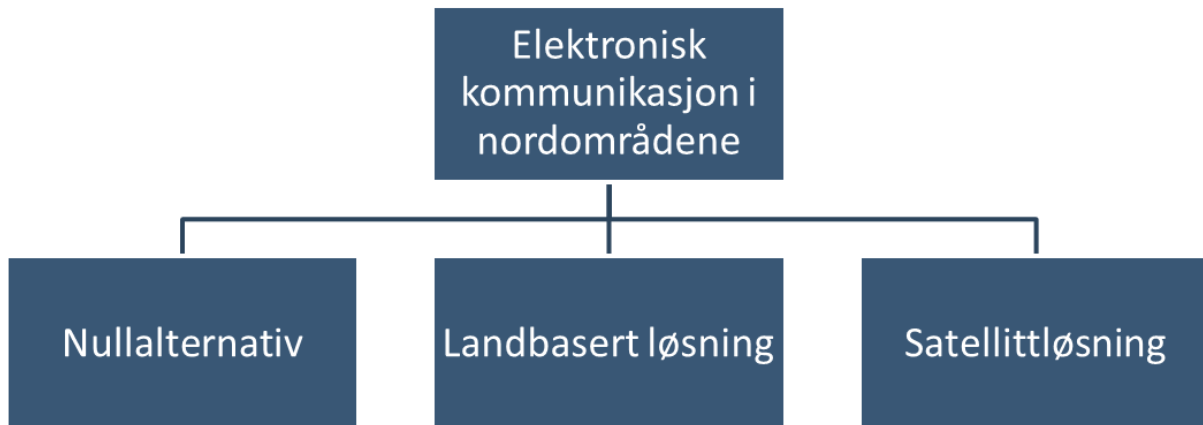 Elektronisk
kommunikasjon i
nordområdene
Nullalternativ
Landbasert løsning
Satellittløsning